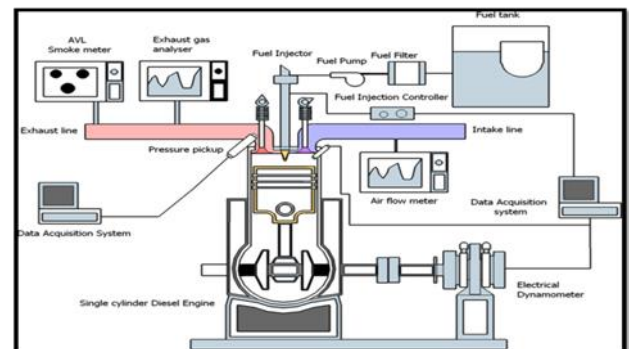 Fuel tank
AVL
Smoke meter
Exhaust gas
analyser
Fuel Injector
Fuel Pump
Fuel Filter
Fuel Injection Controller
Exhaust line
Intake line
Pressure pickup
Air flow meter
Data Acquisition
system
Data Acquisition System
Electrical
Dynamometer
Single cylinder Diesel Engine